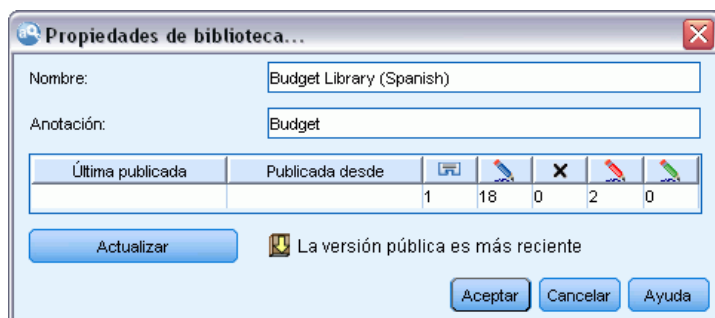 Propiedades de biblioteca...
Nombre: Budget Library (Spanish)
Anotación: Budget
Última publicada Publicada desde
1 18 0 2 0
Actualizar La versión pública es más reciente
Aceptar Cancelar Ayuda